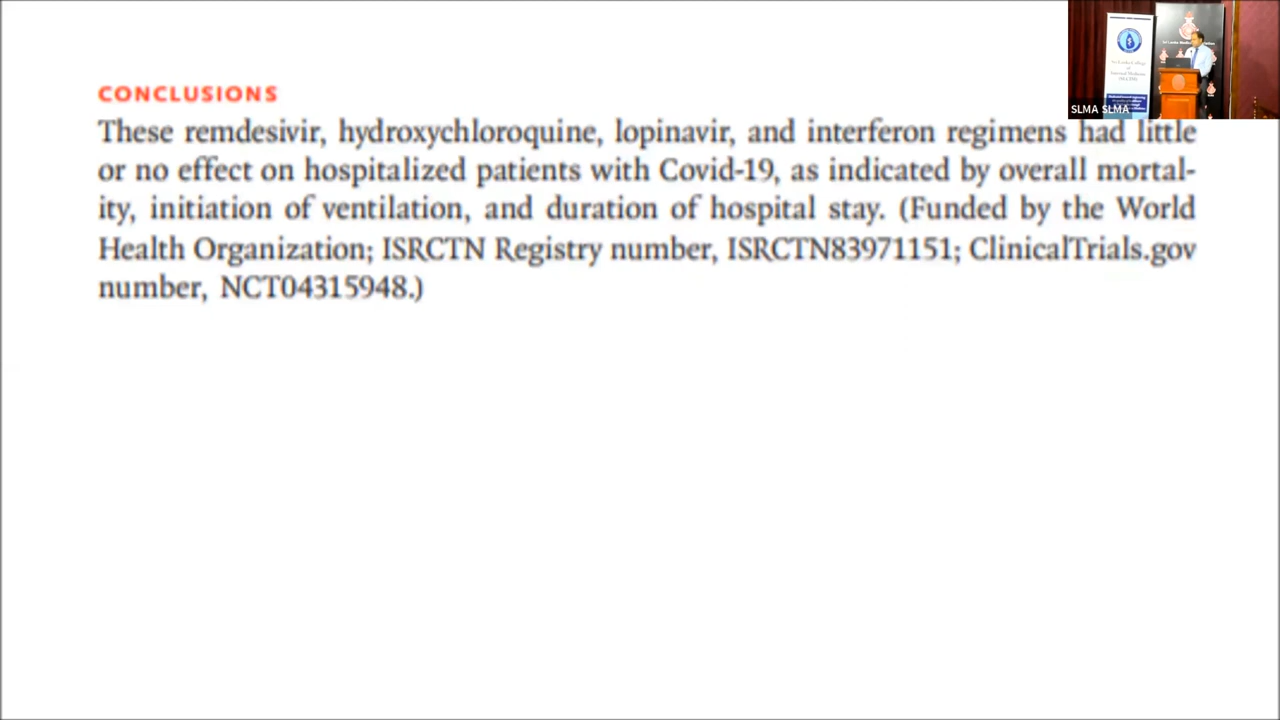 CONCLUSIONS
These remdesivir, hydroxychloroquine, lopinavir, and interferon regimens had little
or no effect on hospitalized patients with Covid-19, as indicated by overall mortal-
ity, initiation of ventilation, and duration of hospital stay. (Funded by the World
Health Organization; ISRCTN Registry number, ISRCTN83971151; ClinicalTrials.gov
number, NCT04315948.)
SLMA SLMA